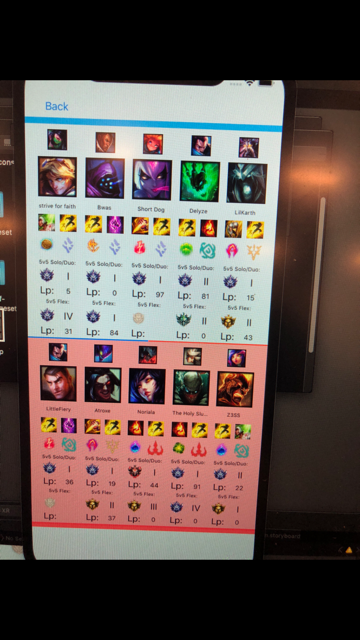 Back
strive for faith Bwas Short Dog Delyze LilKarth
5v5 Solo/Duo: 5v5 Solo/Duo: 5v5 Solo/Duo: 5v5 Solo/Duo: 5v5 Solo/Duo:
I I I II I
Lp: 5 Lp: 0 Lp: 97 Lp: 81 Lp: 15
5v5 Flex: 5v5 Flex: 5v5 Flex: 5v5 Flex: 5v5 Flex:
IV I II II
Lp: 31 Lp: 84 Lp: Lp: 0 Lp: 43
LittleFiery Atrove Noriale The Holy Slu... Z3SS
5v5 Solo/Duo: 5v5 Solo/Duo: 5v5 Solo/Duo: 5v5 Solo/Duo: 5v5 Solo/Duo:
I I I I II
Lp: 36 Lp: 19 Lp: 44 Lp: 91 Lp: 22
5v5 Flex: 5v5 Flex: 5v5 Flex: 5v5 Flex: 5v5 Flex:
II III IV I
Lp: Lp: 37 Lp: 0 Lp: 0 Lp: 0